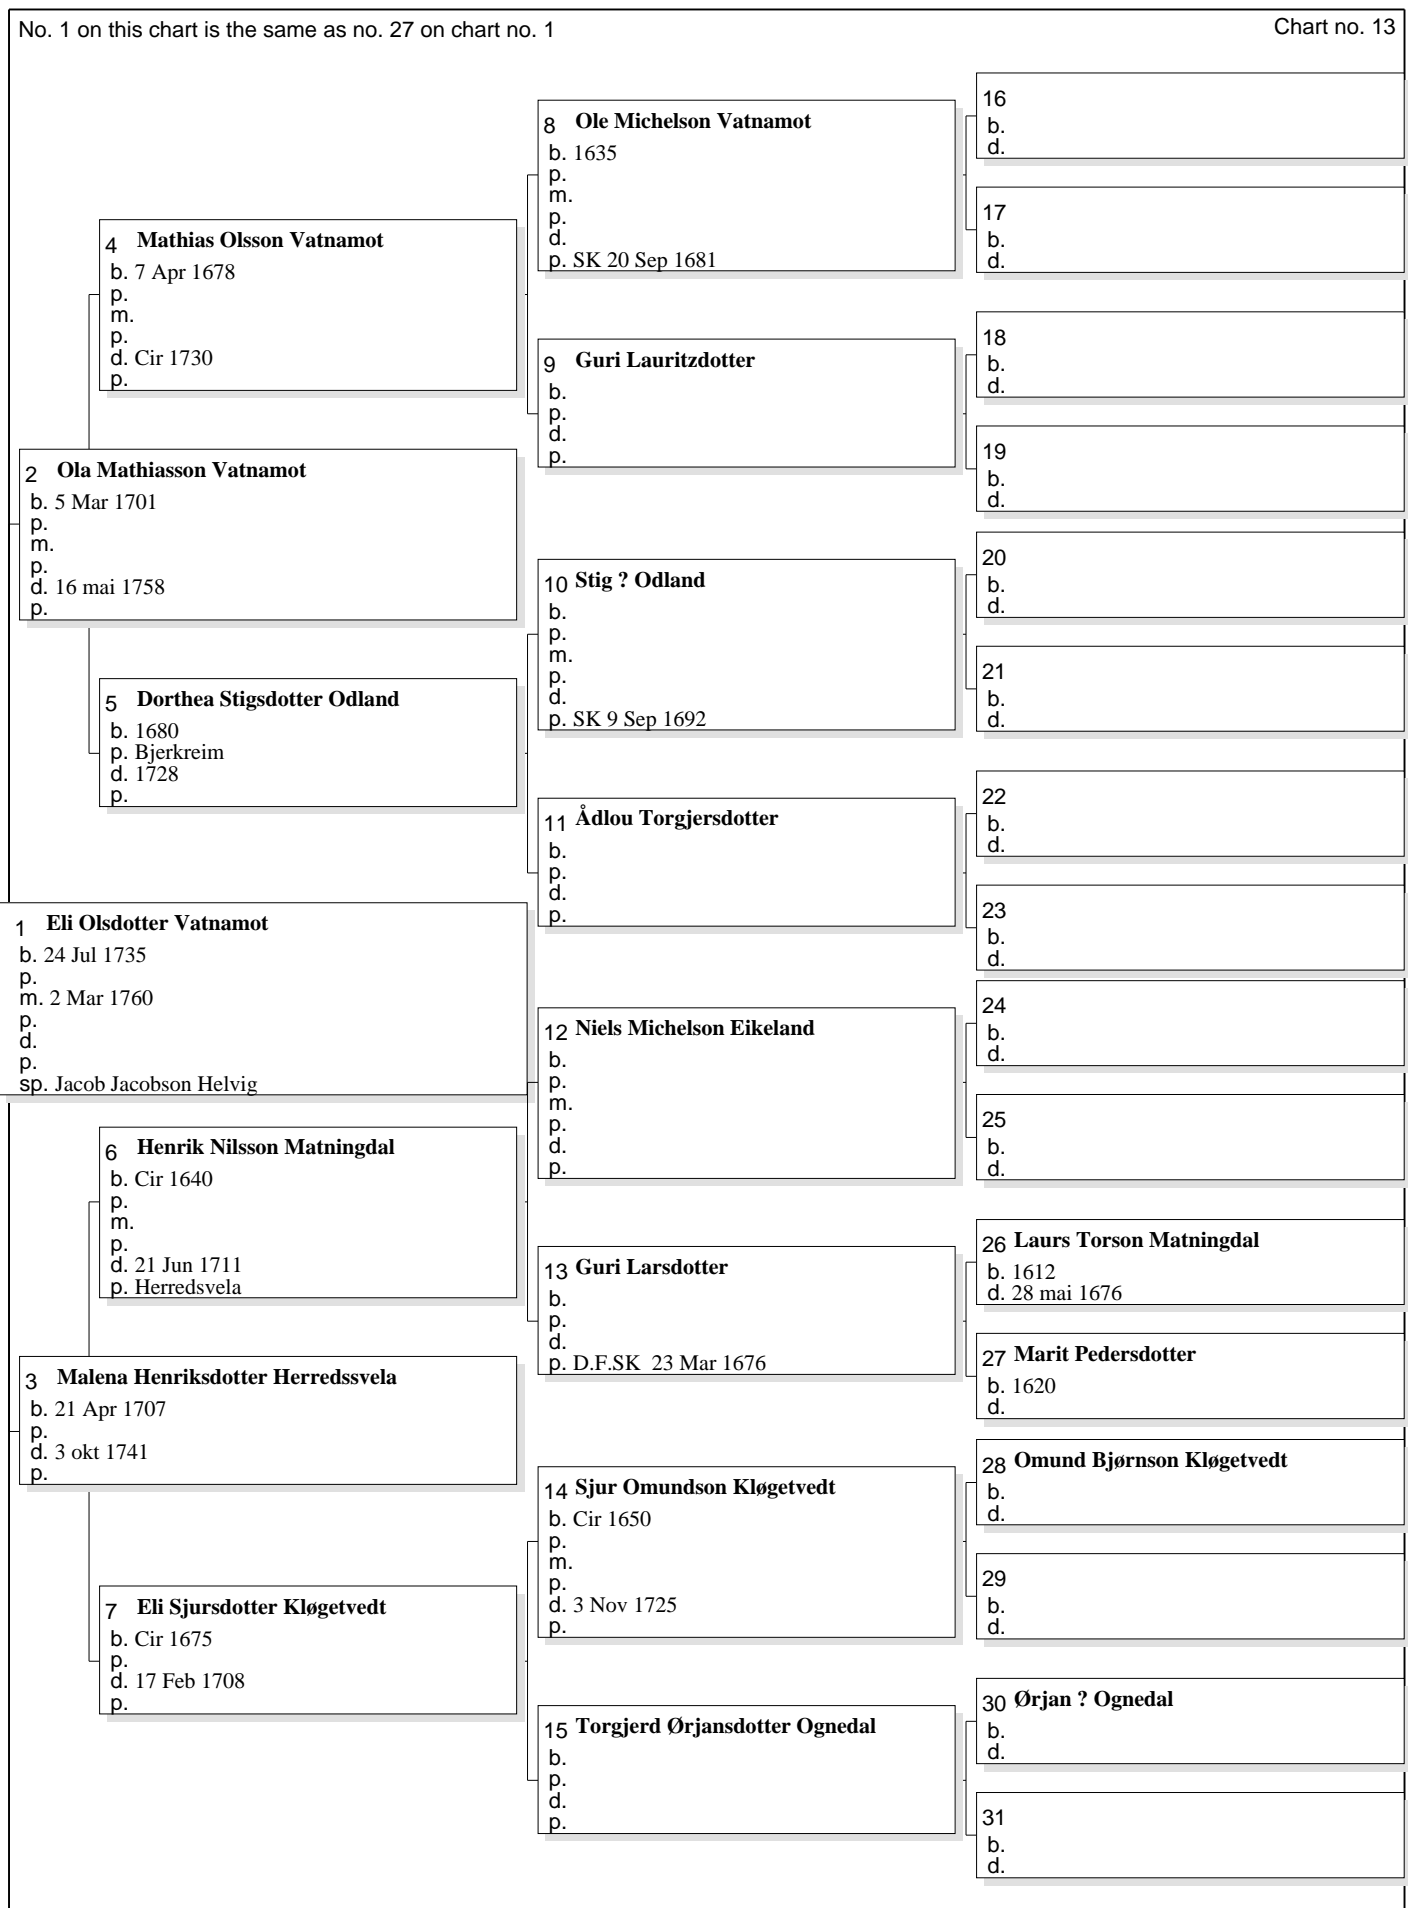 No. 1 on this chart is the same as no. 27 on chart no. 1
Chart no. 13
16
b.
d.
8 Ole Michelson Vatnamot
b. 1635
p.
m.
p.
d.
p. SK 20 Sep 1681
17
b.
d.
4 Mathias Olsson Vatnamot
b. 7 Apr 1678
p.
m.
p.
d. Cir 1730
p.
18
b.
d.
9 Guri Lauritzdotter
b.
p.
d.
p.
19
b.
d.
2 Ola Mathiasson Vatnamot
b. 5 Mar 1701
p.
m.
p.
d. 16 mai 1758
p.
20
b.
d.
10 Stig ? Odland
b.
p.
m.
p.
d.
p. SK 9 Sep 1692
21
b.
d.
5 Dorthea Stigsdotter Odland
b. 1680
p. Bjerkreim
d. 1728
p.
22
b.
d.
11 Ådlou Torgjersdotter
b.
p.
d.
p.
23
b.
d.
1 Eli Olsdotter Vatnamot
b. 24 Jul 1735
p.
m. 2 Mar 1760
p.
d.
p.
sp. Jacob Jacobson Helvig
24
b.
d.
12 Niels Michelson Eikeland
b.
p.
m.
p.
d.
p.
25
b.
d.
6 Henrik Nilsson Matningdal
b. Cir 1640
p.
m.
p.
d. 21 Jun 1711
p. Herredsvela
26 Laurs Torson Matningdal
b. 1612
d. 28 mai 1676
13 Guri Larsdotter
b.
p.
d.
p. D.F.SK 23 Mar 1676
27 Marit Pedersdotter
b. 1620
d.
3 Malena Henriksdotter Herredssvela
b. 21 Apr 1707
p.
d. 3 okt 1741
p.
28 Omund Bjørnson Kløgetvedt
b.
d.
14 Sjur Omundson Kløgetvedt
b. Cir 1650
p.
m.
p.
d. 3 Nov 1725
p.
29
b.
d.
7 Eli Sjursdotter Kløgetvedt
b. Cir 1675
p.
d. 17 Feb 1708
p.
30 Ørjan ? Ognedal
b.
d.
15 Torgjerd Ørjansdotter Ognedal
b.
p.
d.
p.
31
b.
d.